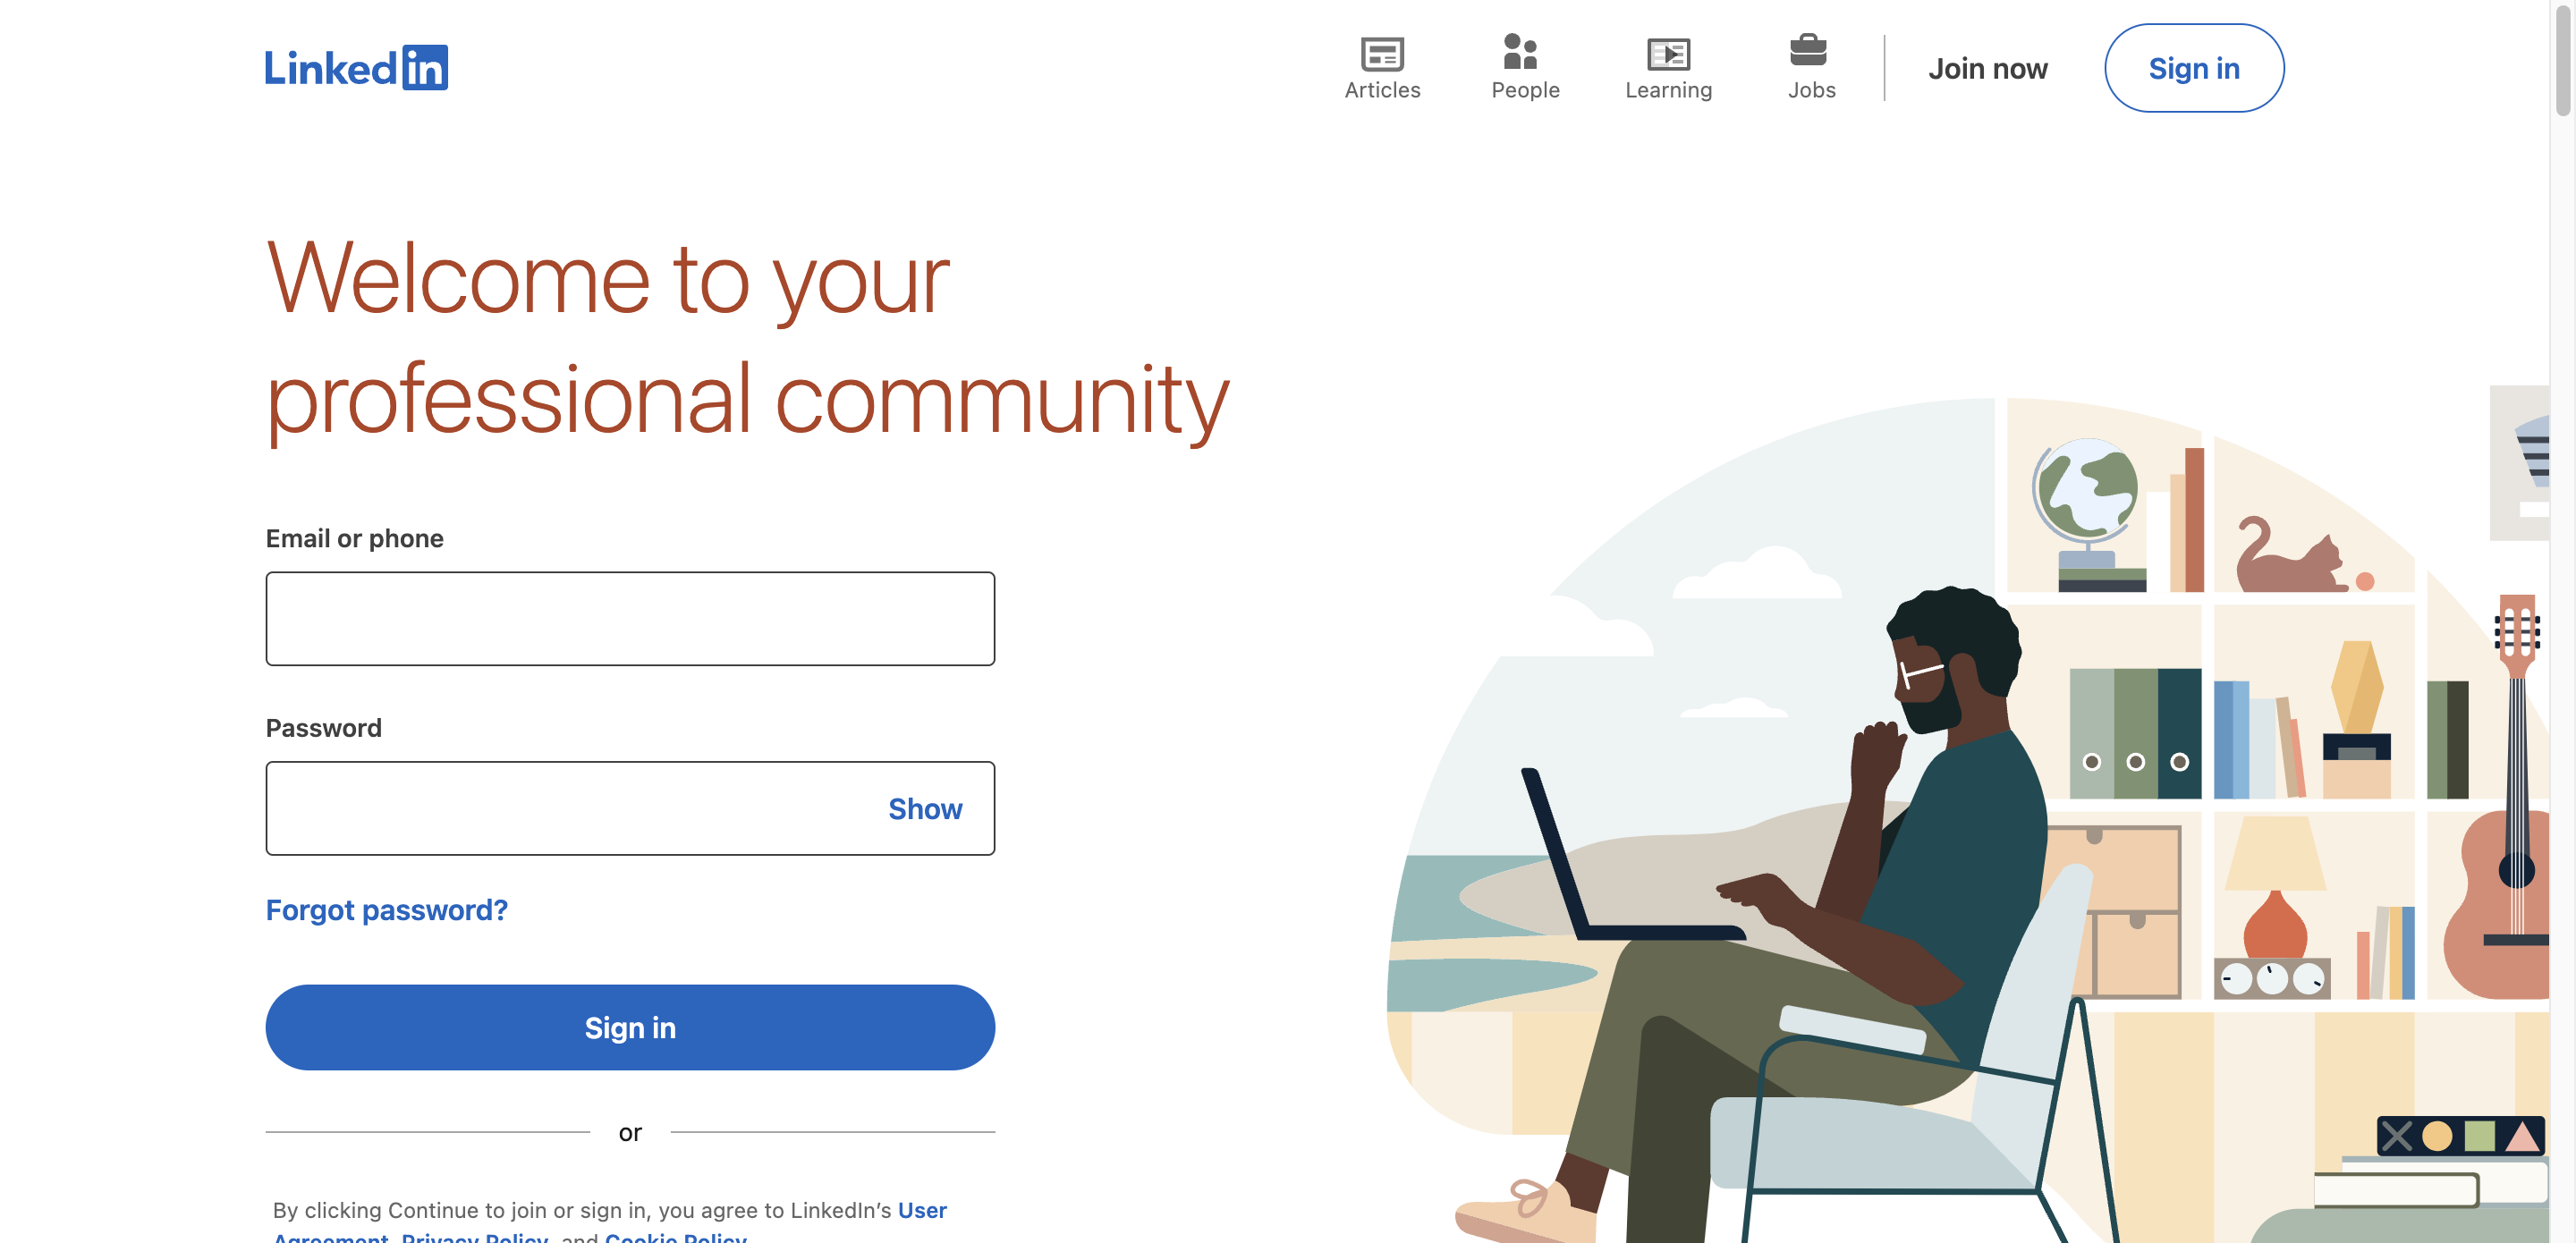 LinkedIn
Articles
People
Learning
Jobs
Join now
Sign in
Welcome to your
professional community
Email or phone
Password
Show
Forgot password?
Sign in
or
By clicking Continue to join or sign in, you agree to LinkedIn’s User
Agreement, Privacy Policy, and Cookie Policy.